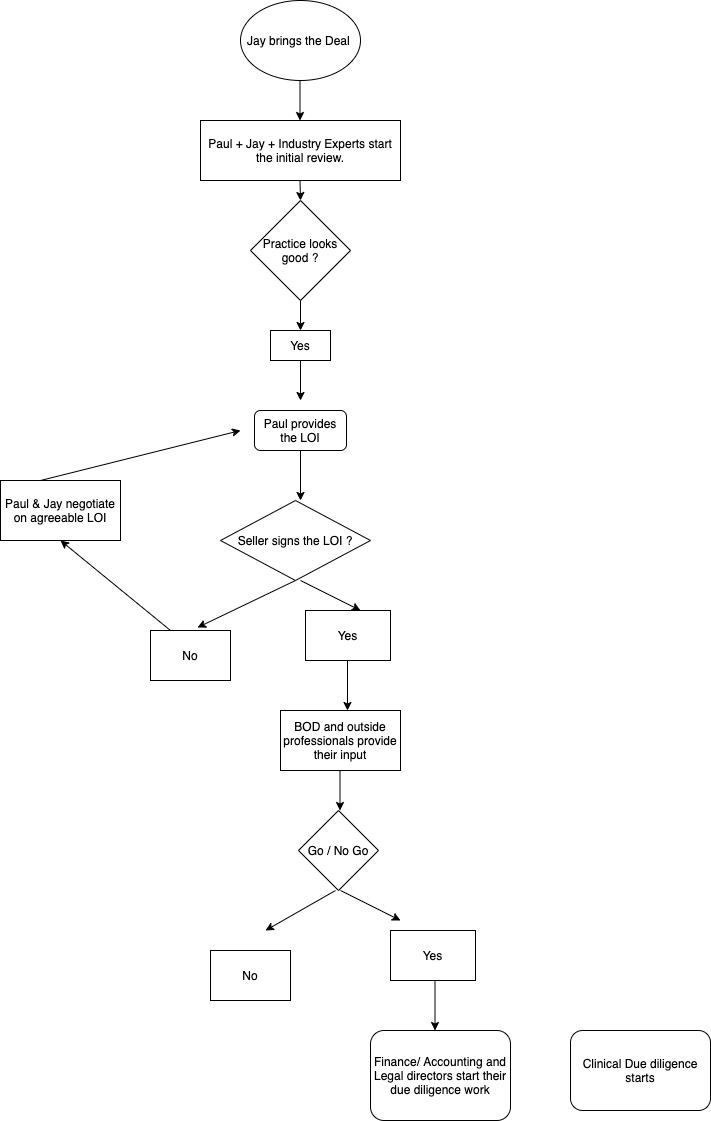 Jay brings the Deal
Paul + Jay + Industry Experts start
the initial review.
Practice looks
good ?
Yes
Paul provides
the LOI
Paul & Jay negotiate
on agreeable LOI
Seller signs the LOI ?
No
Yes
BOD and outside
professionals provide
their input
Go / No Go
No
Yes
Finance/ Accounting and
Legal directors start their
due diligence work
Clinical Due diligence
starts